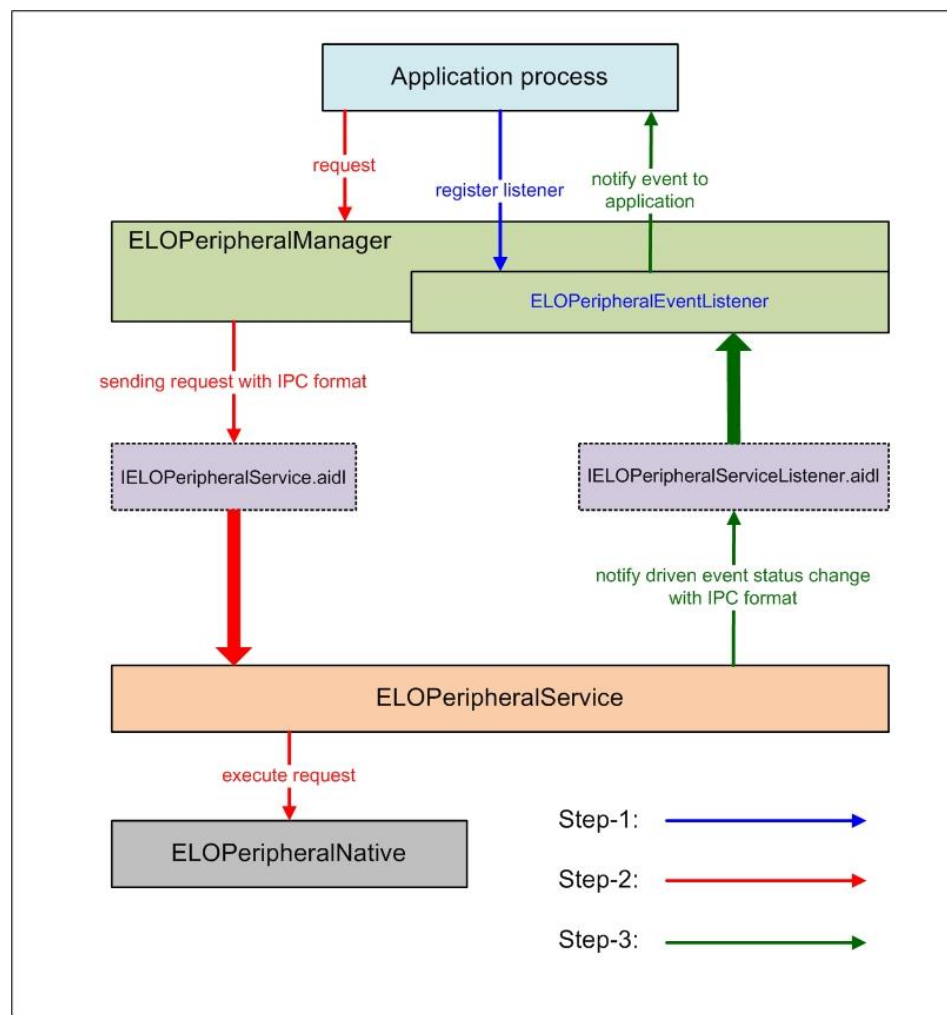 Application process
request
register listener
notify event to
application
ELOPeripheralManager
ELOPeripheralEventListener
sending request with IPC format
IELOPeripheralService.aidl
IELOPeripheralServiceListener.aidl
notify driven event status change
with IPC format
ELOPeripheralService
execute request
ELOPeripheralNative
Step-1:
Step-2:
Step-3: